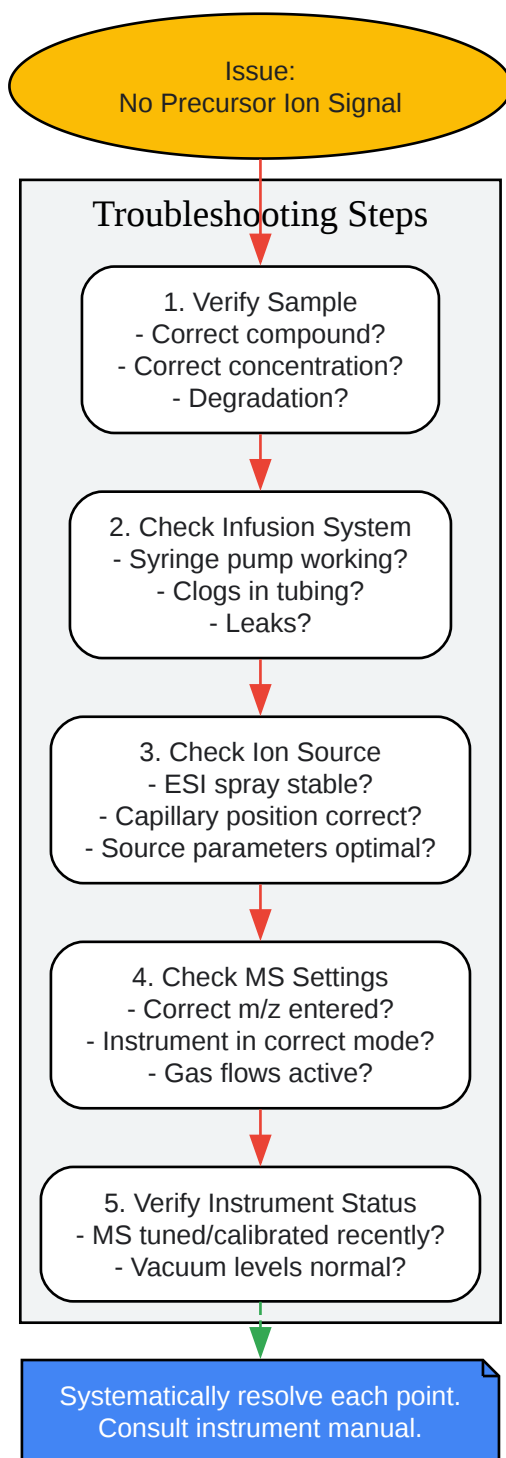 Issue:
No Precursor Ion Signal
Troubleshooting Steps
1. Verify Sample
- Correct compound?
- Correct concentration?
- Degradation?
2. Check Infusion System
- Syringe pump working?
- Clogs in tubing?
- Leaks?
3. Check Ion Source
- ESI spray stable?
- Capillary position correct?
- Source parameters optimal?
4. Check MS Settings
- Correct m/z entered?
- Instrument in correct mode?
- Gas flows active?
5. Verify Instrument Status
- MS tuned/calibrated recently?
- Vacuum levels normal?
Systematically resolve each point.
Consult instrument manual.